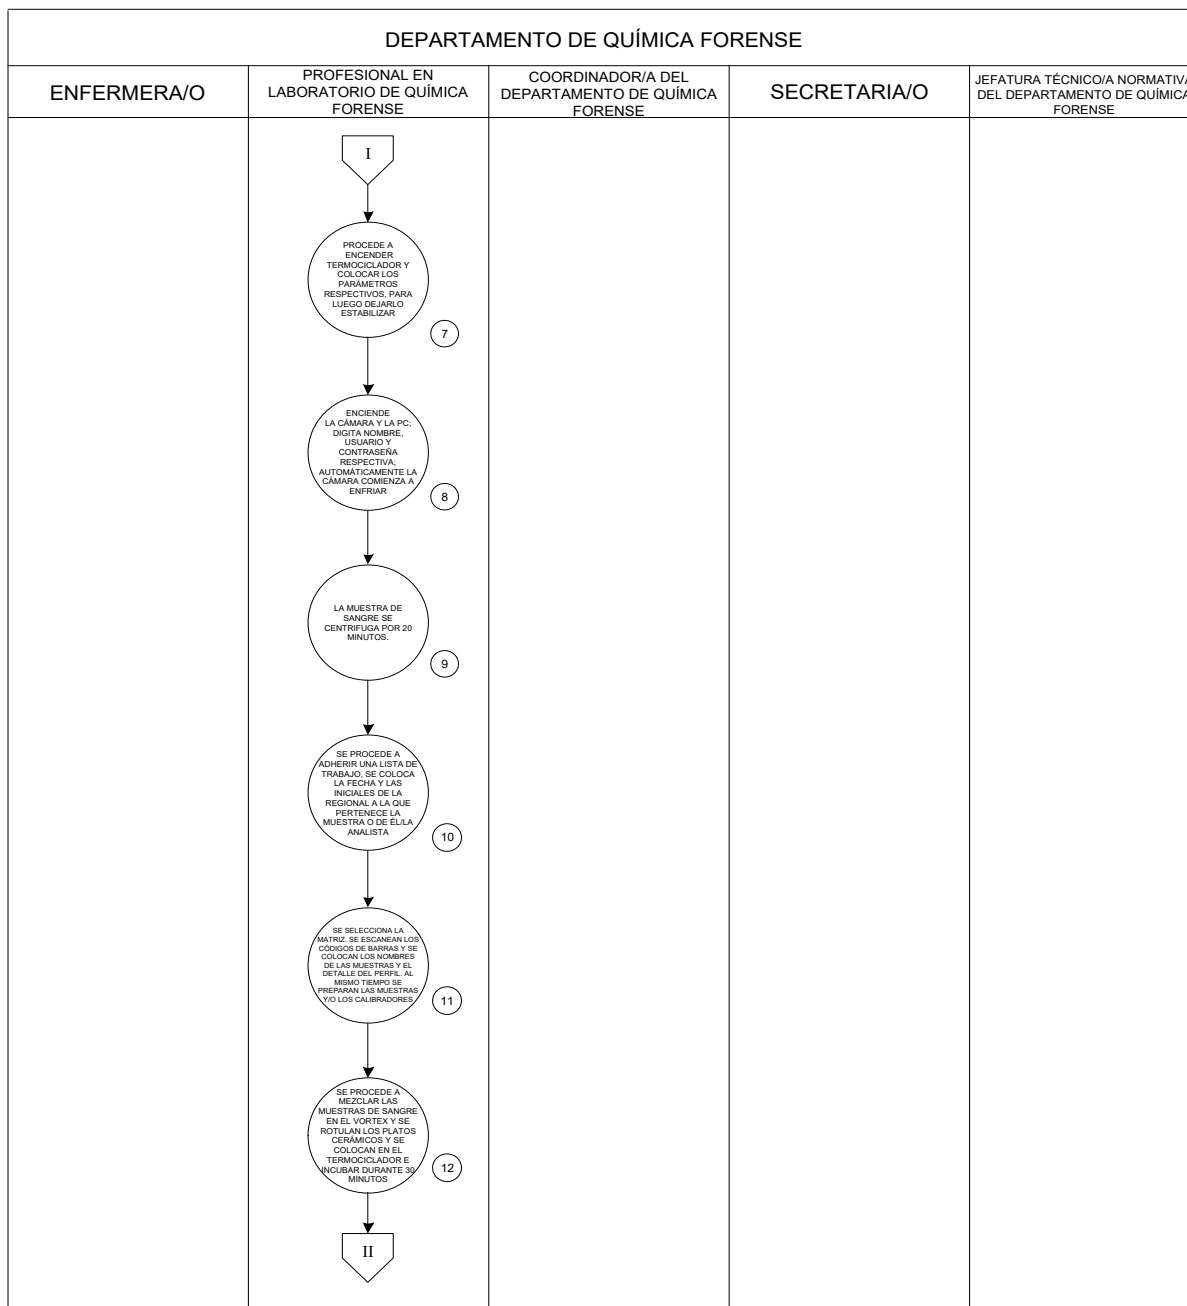 DEPARTAMENTO DE QUÍMICA FORENSE
ENFERMERA/O
PROFESIONAL EN
LABORATORIO DE QUÍMICA
FORENSE
COORDINADOR/A DEL
DEPARTAMENTO DE QUÍMICA
FORENSE
SECRETARIA/O
JEFATURA TÉCNICO/A NORMATIVA
DEL DEPARTAMENTO DE QUÍMICA
FORENSE
I
PROCEDE A
ENCENDER
TERMOCICLADOR Y
COLOCAR LOS
PARÁMETROS
RESPECTIVOS, PARA
LUEGO DEJARLO
ESTABILIZAR
7
ENCIENDE
LA CÁMARA Y LA PC;
DIGITA NOMBRE,
USUARIO Y
CONTRASEÑA
RESPECTIVA;
AUTOMÁTICAMENTE LA
CÁMARA COMIENZA A
ENFRIAR
8
LA MUESTRA DE
SANGRE SE
CENTRIFUGA POR 20
MINUTOS.
9
SE PROCEDE A
ADHERIR UNA LISTA DE
TRABAJO, SE COLOCA
LA FECHA Y LAS
INICIALES DE LA
REGIONAL A LA QUE
PERTENECE LA
MUESTRA O DE ÉL/LA
ANALISTA
10
SE SELECCIONA LA
MATRIZ. SE ESCANEAN LOS
CÓDIGOS DE BARRAS Y SE
COLOCAN LOS NOMBRES
DE LAS MUESTRAS Y EL
DETALLE DEL PERFIL. AL
MISMO TIEMPO SE
PREPARAN LAS MUESTRAS
Y/O LOS CALIBRADORES
11
SE PROCEDE A
MEZCLAR LAS
MUESTRAS DE SANGRE
EN EL VORTEX Y SE
ROTULAN LOS PLATOS
CERÁMICOS Y SE
COLOCAN EN EL
TERMOCICLADOR E
INCUBAR DURANTE 30
MINUTOS
12
II